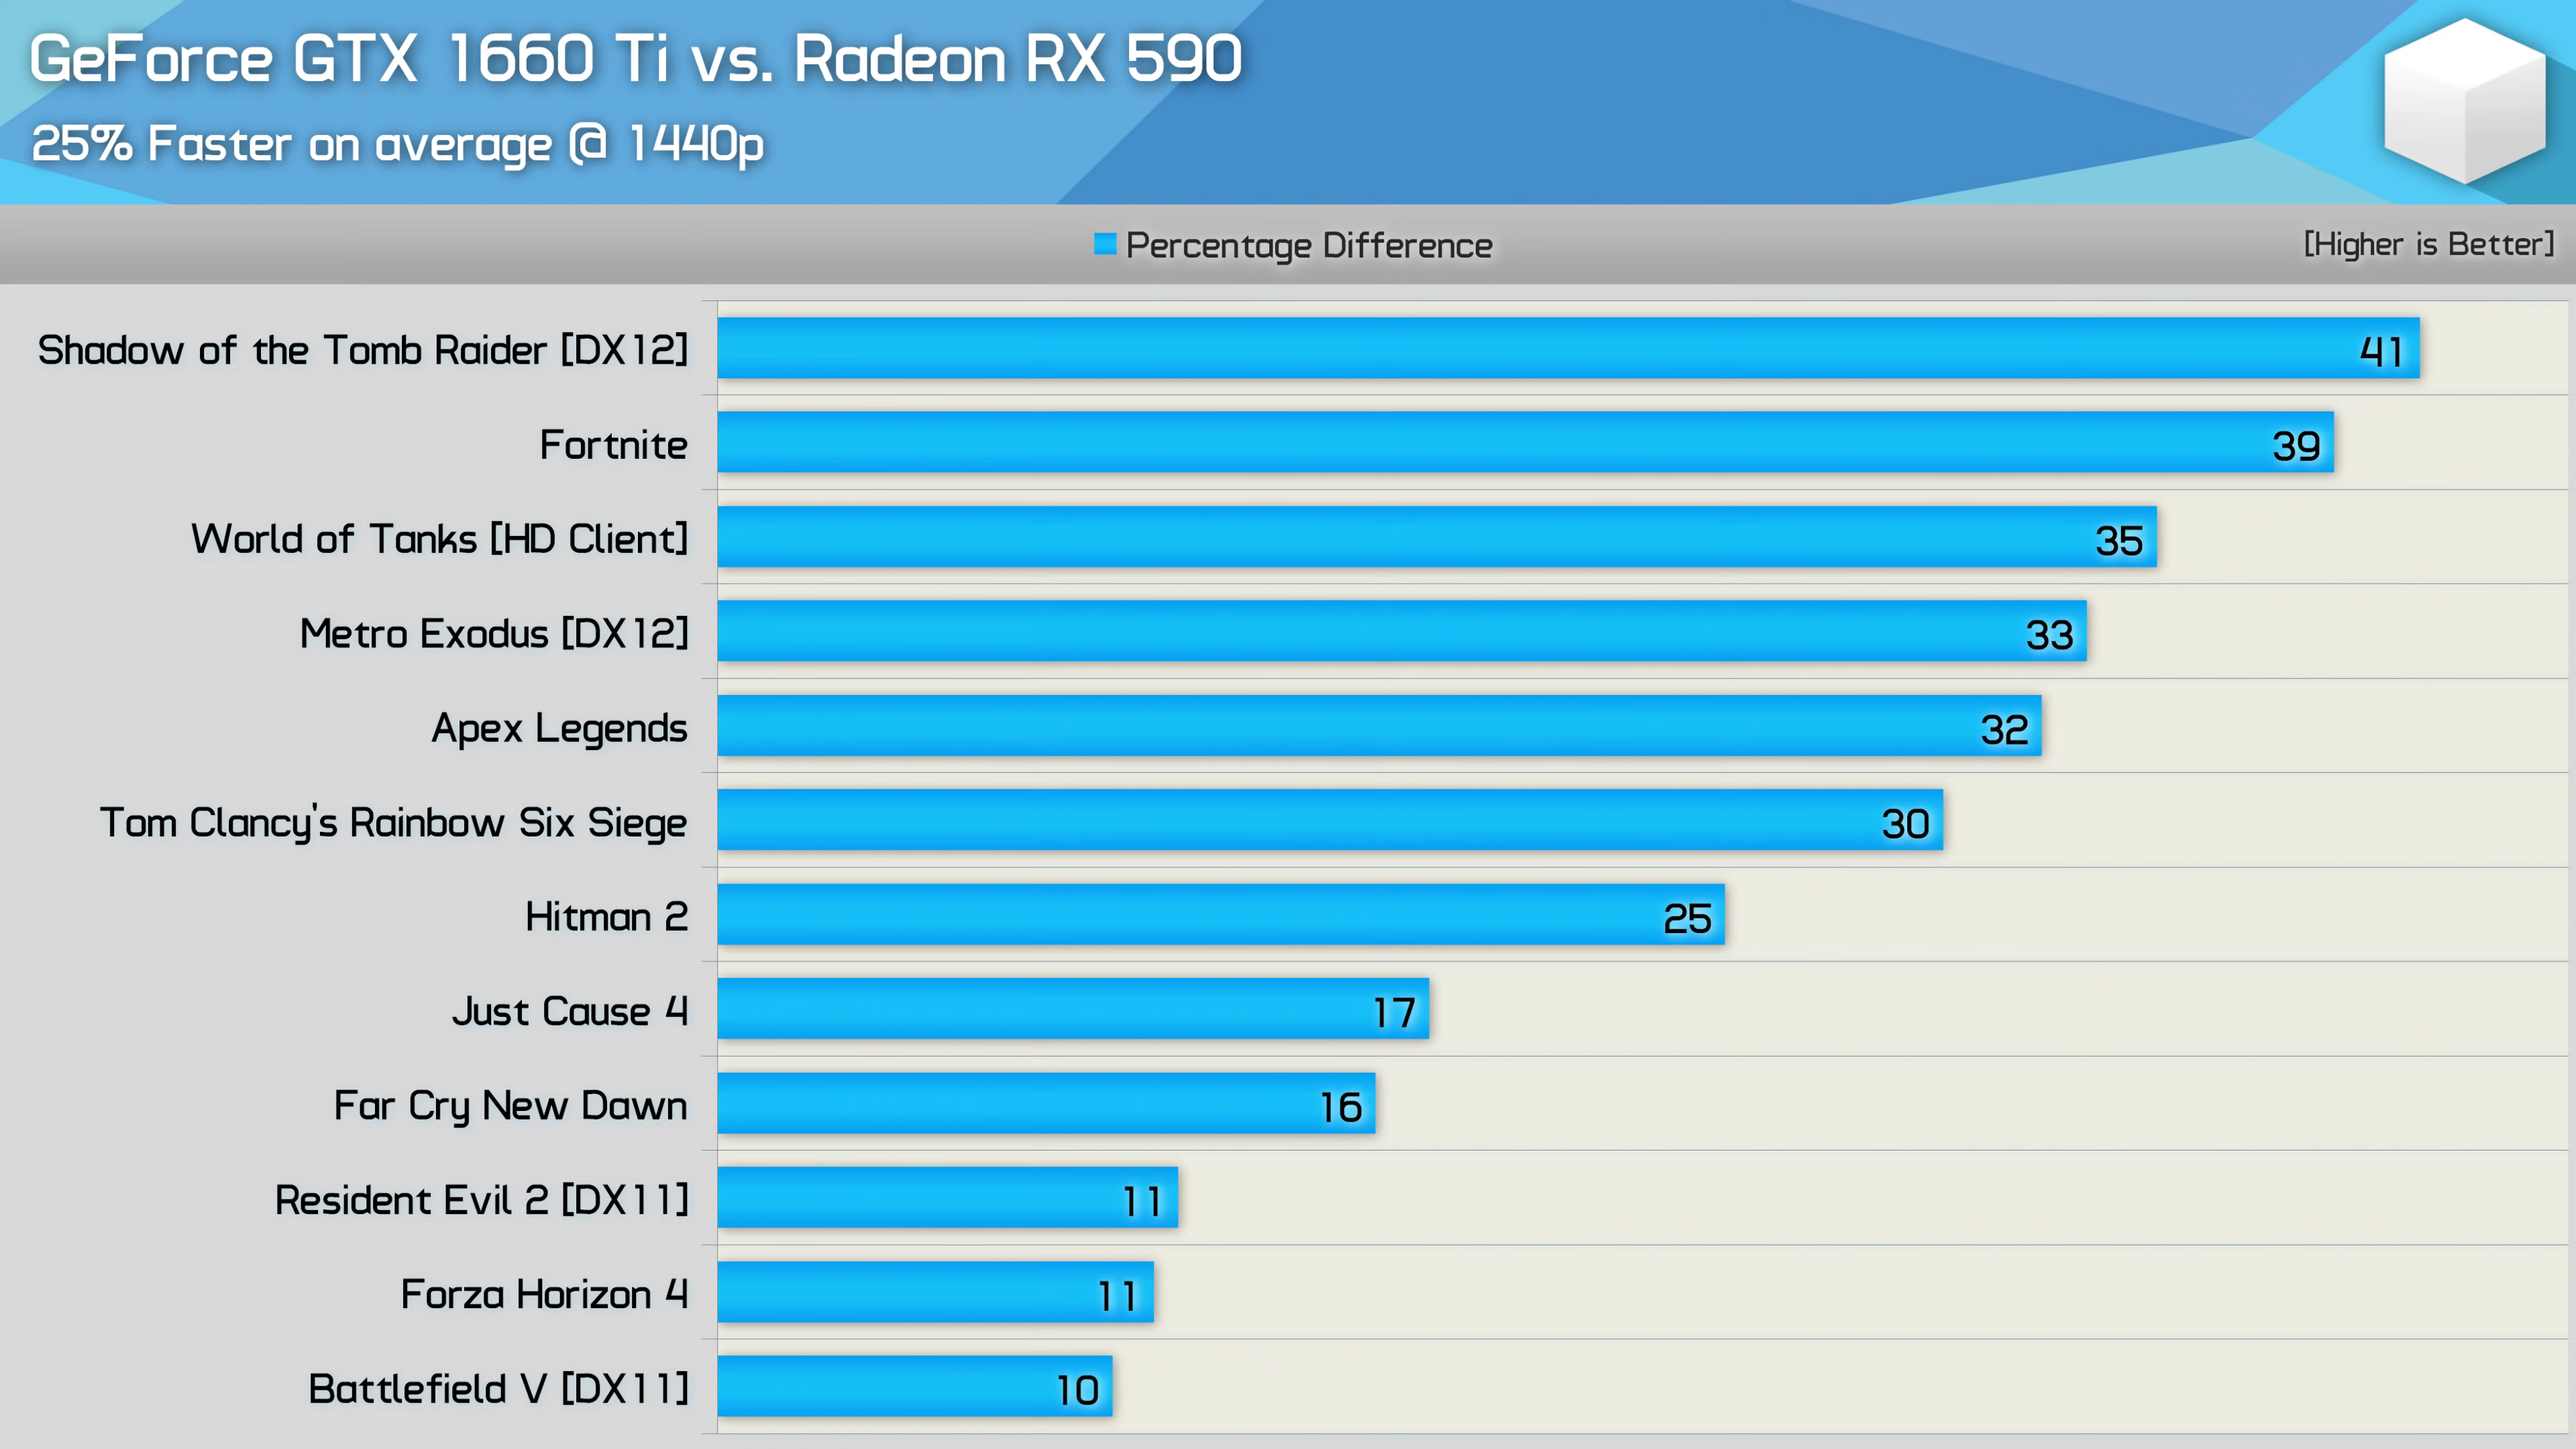 GeForce GTX 1660 Ti vs. Radeon RX 590
25% Faster on average @ 1440p
Percentage Difference
[Higher is Better]
Shadow of the Tomb Raider [DX12] 41
Fortnite 39
World of Tanks [HD Client] 35
Metro Exodus [DX12] 33
Apex Legends 32
Tom Clancy's Rainbow Six Siege 30
Hitman 2 25
Just Cause 4 17
Far Cry New Dawn 16
Resident Evil 2 [DX11] 11
Forza Horizon 4 11
Battlefield V [DX11] 10